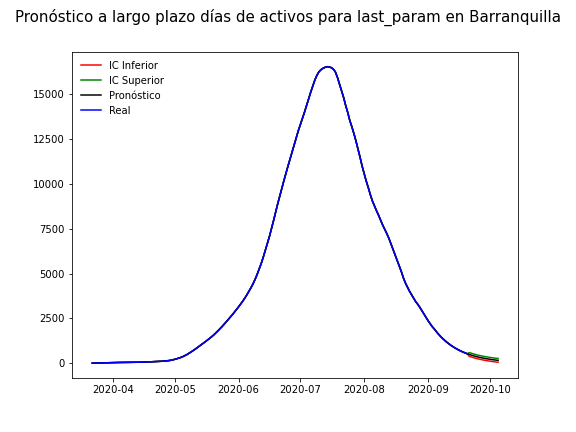 Pronóstico a largo plazo días de activos para last_param en Barranquilla
IC Inferior
IC Superior
Pronóstico
Real
15000
12500
10000
7500
5000
2500
0
2020-04 2020-05 2020-06 2020-07 2020-08 2020-09 2020-10